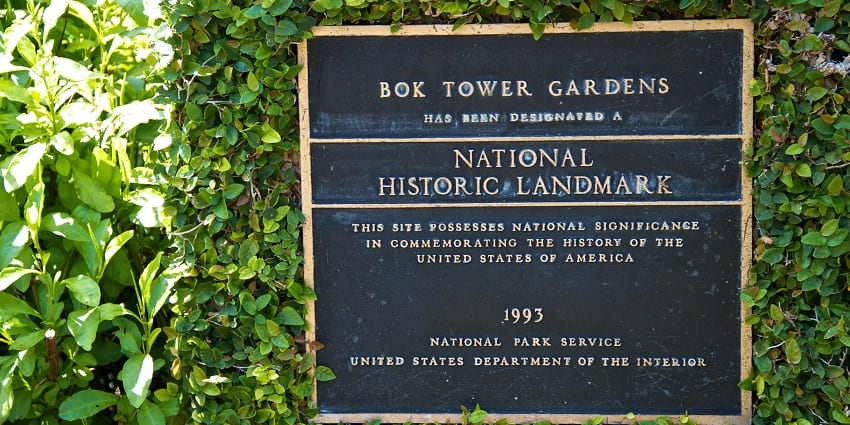 BOK TOWER GARDENS
HAS BEEN DESIGNATED A
NATIONAL
HISTORIC LANDMARK
THIS SITE POSSESSES NATIONAL SIGNIFICANCE
IN COMMEMORATING THE HISTORY OF THE
UNITED STATES OF AMERICA
1993
NATIONAL PARK SERVICE
UNITED STATES DEPARTMENT OF THE INTERIOR